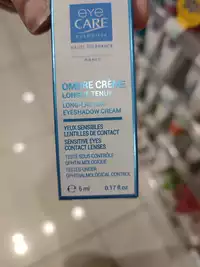 eye
CARE
HAUTE TOLÉRANCE
OMBRE CRÈME
LONGUE TENUE
LONG-LASTING
EYESHADOW CREAM
YEUX SENSIBLES
LENTILLES DE CONTACT
SENSITIVE EYES
CONTACT LENSES
TESTÉ SOUS CONTRÔLE
OPHTALMOLOGIQUE
TESTED UNDER
OPHTHALMOLOGICAL CONTROL
e 5 ml 0.17 fl.oz